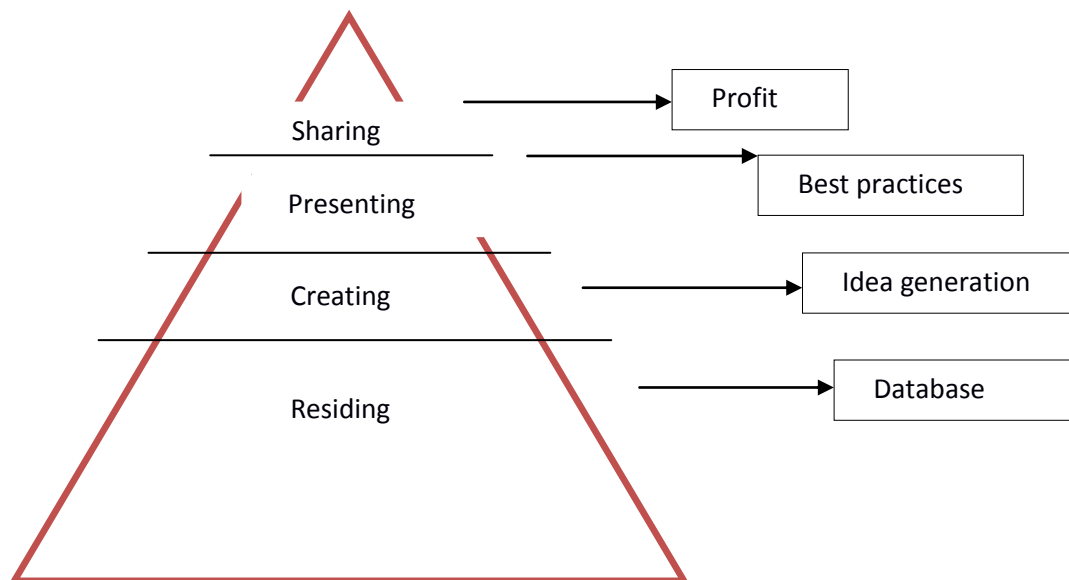 Profit
Sharing
Best practices
Presenting
Idea generation
Creating
Database
Residing